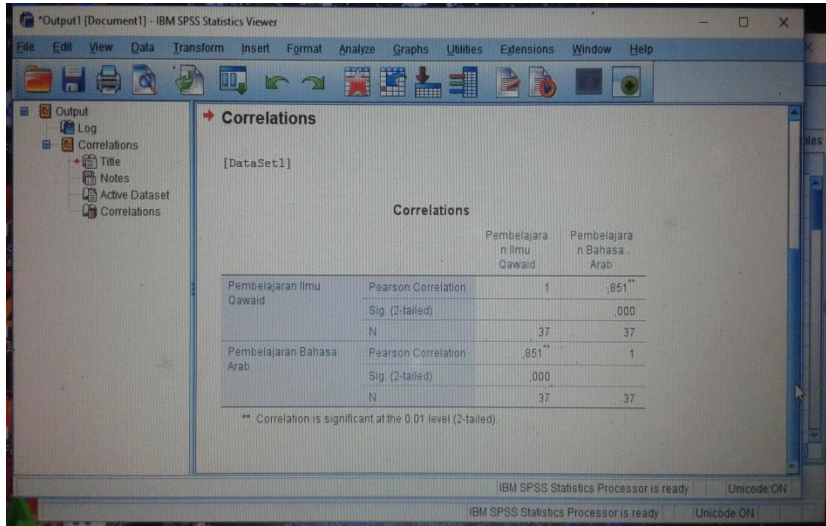 *Output1 [Document1] - IBM SPSS Statistics Viewer
File Edit View Data Transform Insert Format Analyze Graphs Utilities Extensions Window Help
Output
Log
Correlations
Title
Notes
Active Dataset
Correlations
Correlations
[DataSet1]
Correlations
Pembelajara
n Ilmu
Qawaid
Pembelajara
n Bahasa
Arab
Pembelajaran Ilmu
Qawaid
Pearson Correlation 1 ,851**
Sig. (2-tailed) ,000
N 37 37
Pembelajaran Bahasa
Arab
Pearson Correlation ,851** 1
Sig. (2-tailed) ,000
N 37 37
** Correlation is significant at the 0.01 level (2-tailed).
IBM SPSS Statistics Processor is ready Unicode:ON
IBM SPSS Statistics Processor is ready Unicode:ON